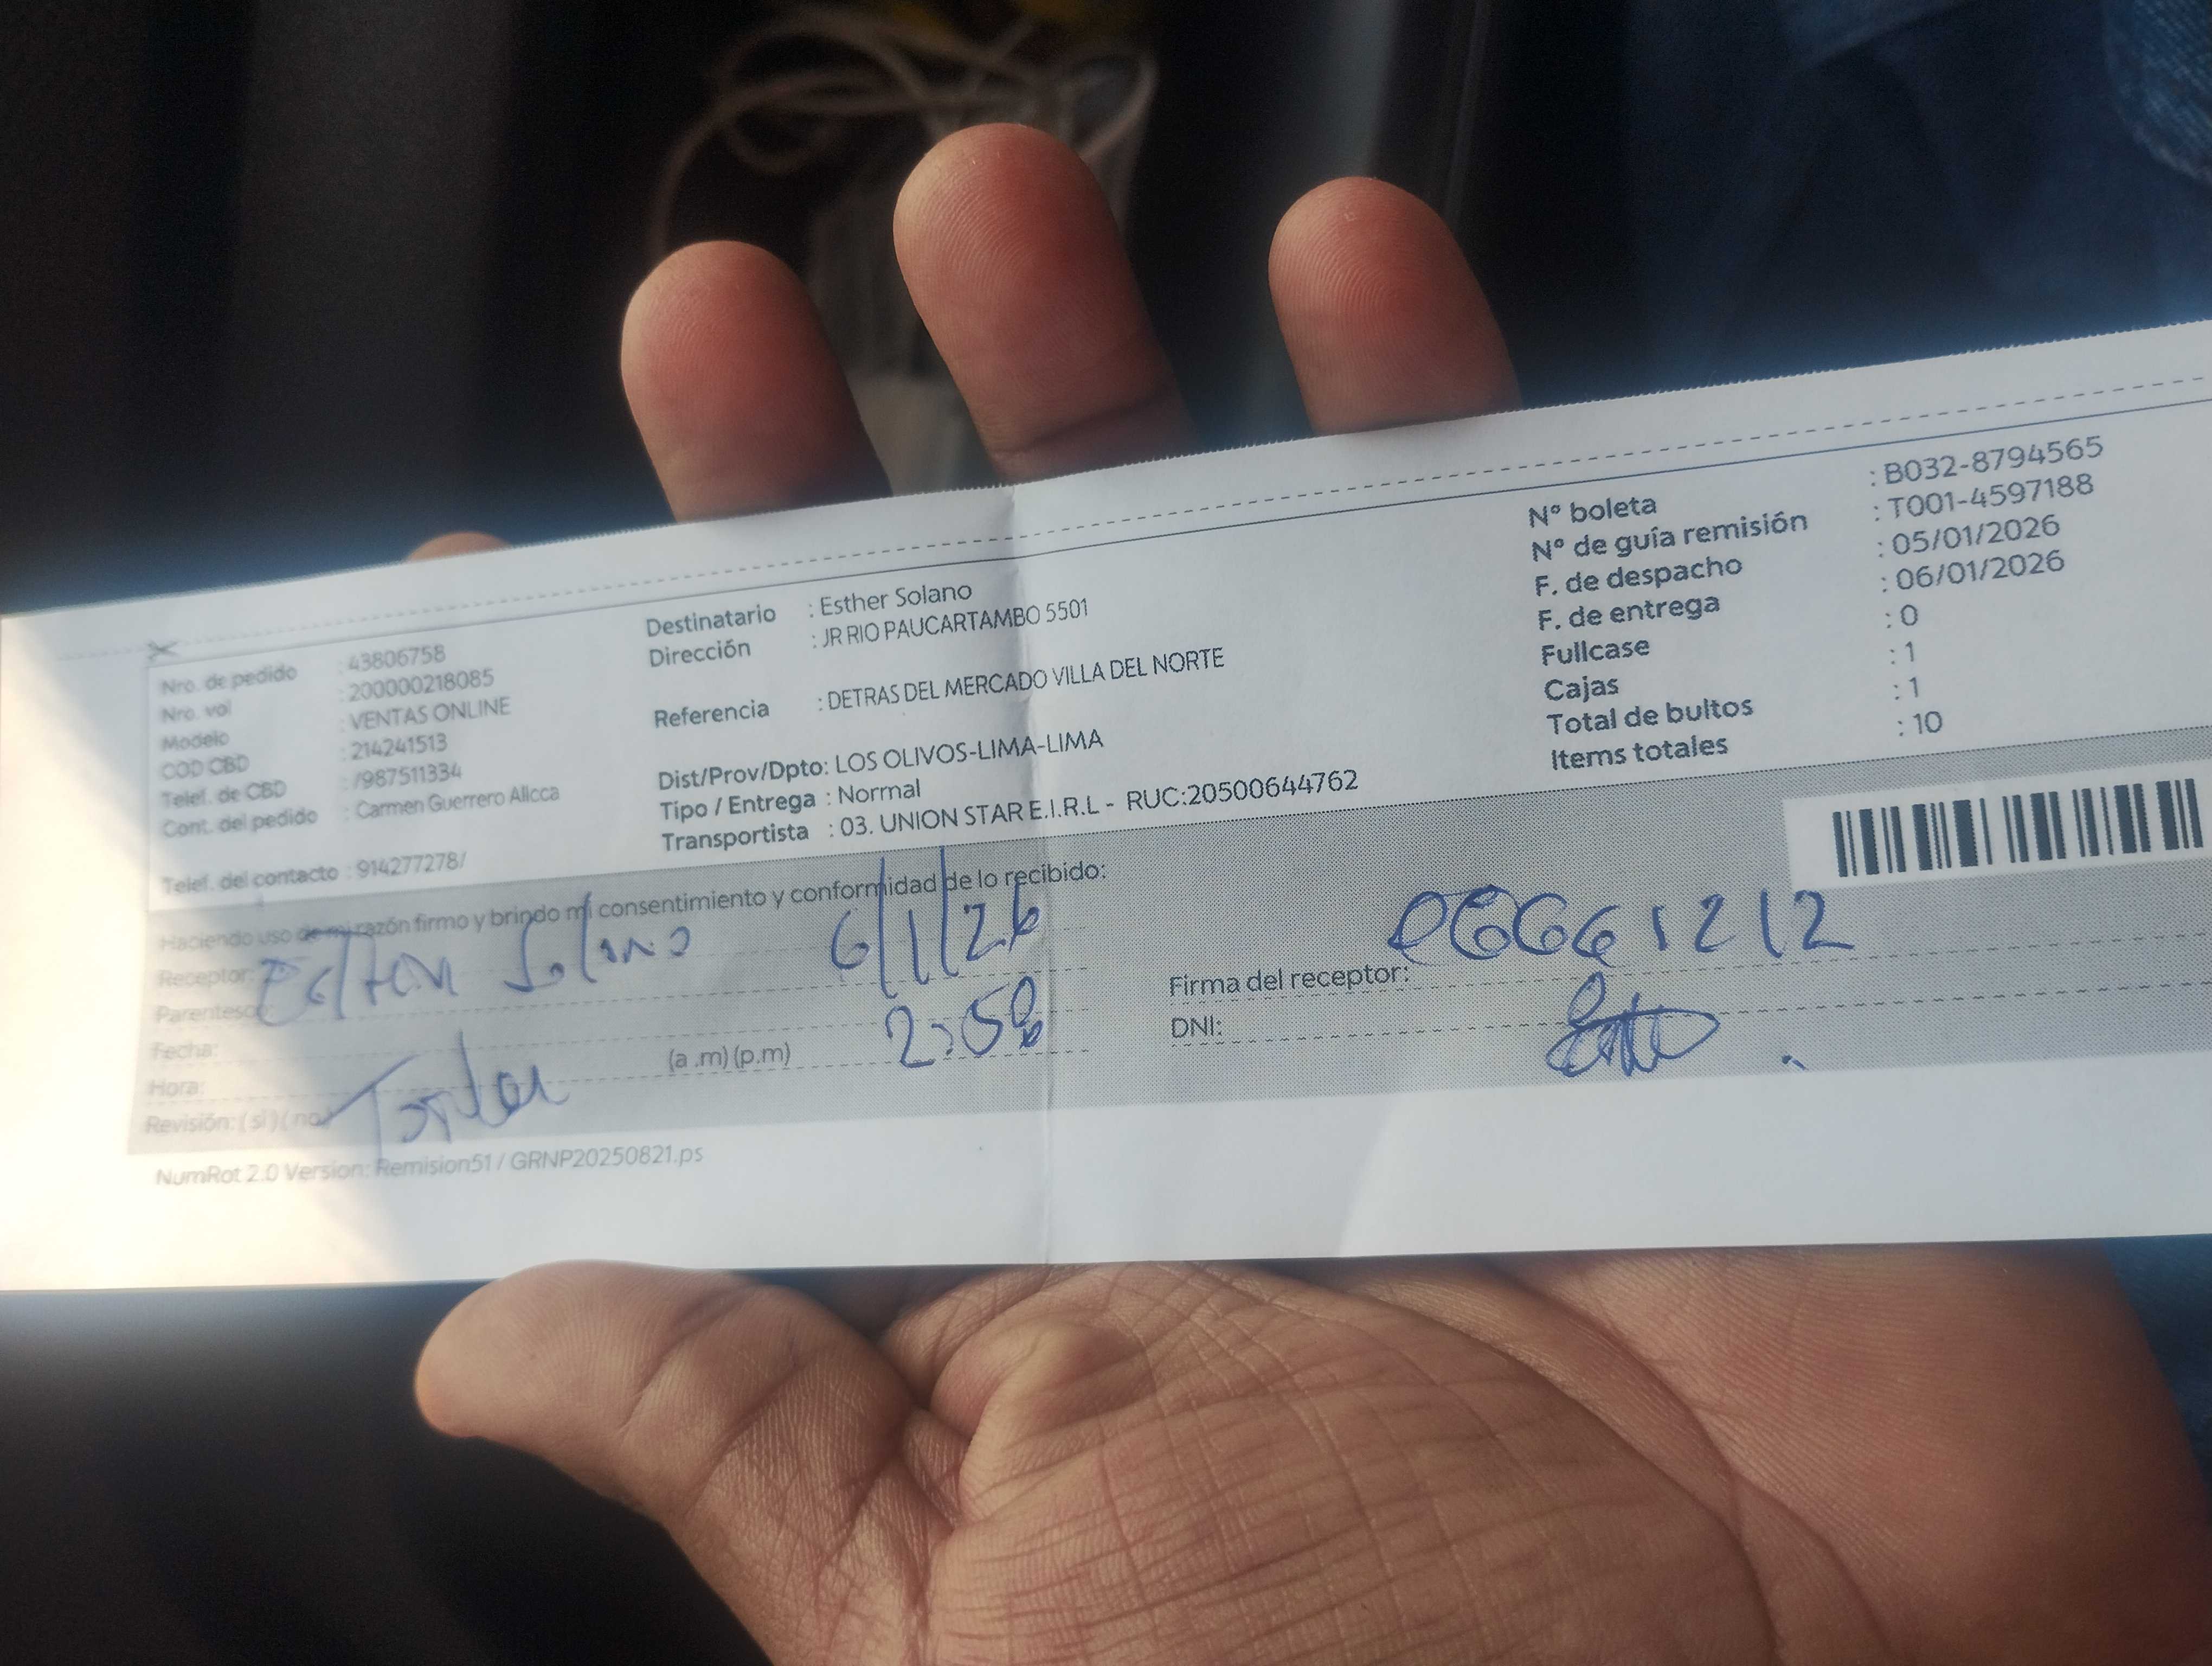 Nro. de pedido : 43806758
Nro. vol : 200000218085
Modelo : VENTAS ONLINE
COD CBD : 214241513
Telef. de CBD : /987511334
Cont. del pedido : Carmen Guerrero Allcca
Telef. del contacto : 914277278/
Destinatario : Esther Solano
Dirección : JR RIO PAUCARTAMBO 5501
Referencia : DETRAS DEL MERCADO VILLA DEL NORTE
Dist/Prov/Dpto: LOS OLIVOS-LIMA-LIMA
Tipo / Entrega : Normal
Transportista : 03. UNION STAR E.I.R.L - RUC:20500644762
N° boleta : B032-8794565
N° de guía remisión : T001-4597188
F. de despacho : 05/01/2026
F. de entrega : 06/01/2026
Fullcase : 0
Cajas : 1
Total de bultos : 1
Items totales : 10
Haciendo uso de mi razón firmo y brindo mi consentimiento y conformidad de lo recibido:
Receptor: Solano 6/1/26
Parentesco:
Fecha:
Hora: (a .m) (p.m)
Revisión: ( si ) ( no )
Firma del receptor:
DNI:
NumRot 2.0 Version: Remision51 / GRNP20250821.ps